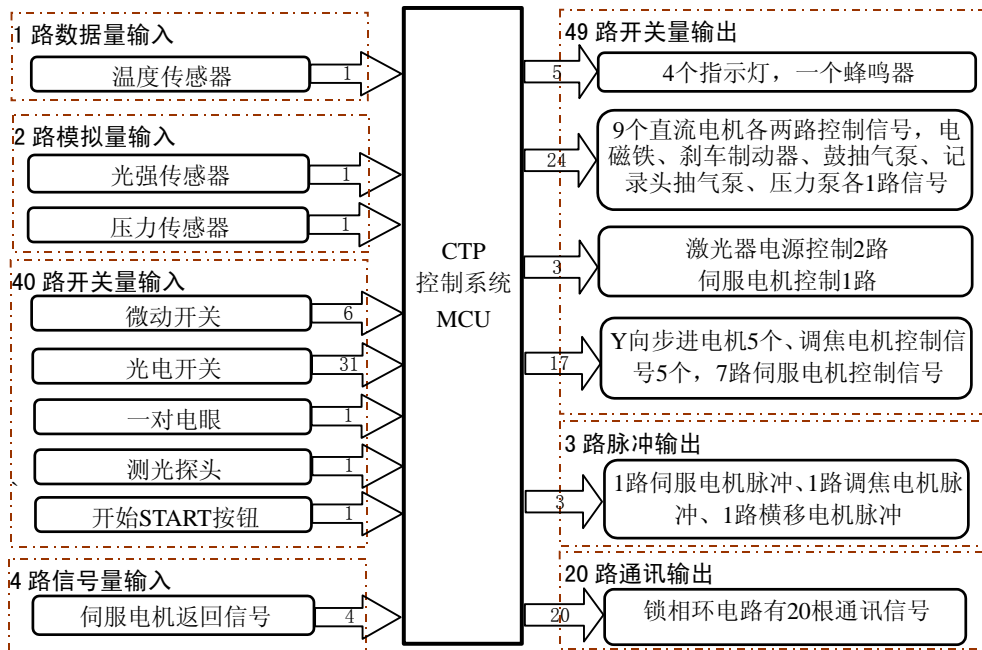 1 路数据量输入
温度传感器
1
2 路模拟量输入
光强传感器
1
压力传感器
1
40 路开关量输入
微动开关
6
光电开关
31
一对电眼
1
测光探头
1
、
开始START按钮
1
4 路信号量输入
伺服电机返回信号
4
CTP
控制系统
MCU
49 路开关量输出
5
4个指示灯，一个蜂鸣器
24
9个直流电机各两路控制信号，电
磁铁、刹车制动器、鼓抽气泵、记
录头抽气泵、压力泵各1路信号
3
激光器电源控制2路
伺服电机控制1路
17
Y向步进电机5个、调焦电机控制信
号5个，7路伺服电机控制信号
3 路脉冲输出
3
1路伺服电机脉冲、1路调焦电机脉
冲、1路横移电机脉冲
20 路通讯输出
20
锁相环电路有20根通讯信号